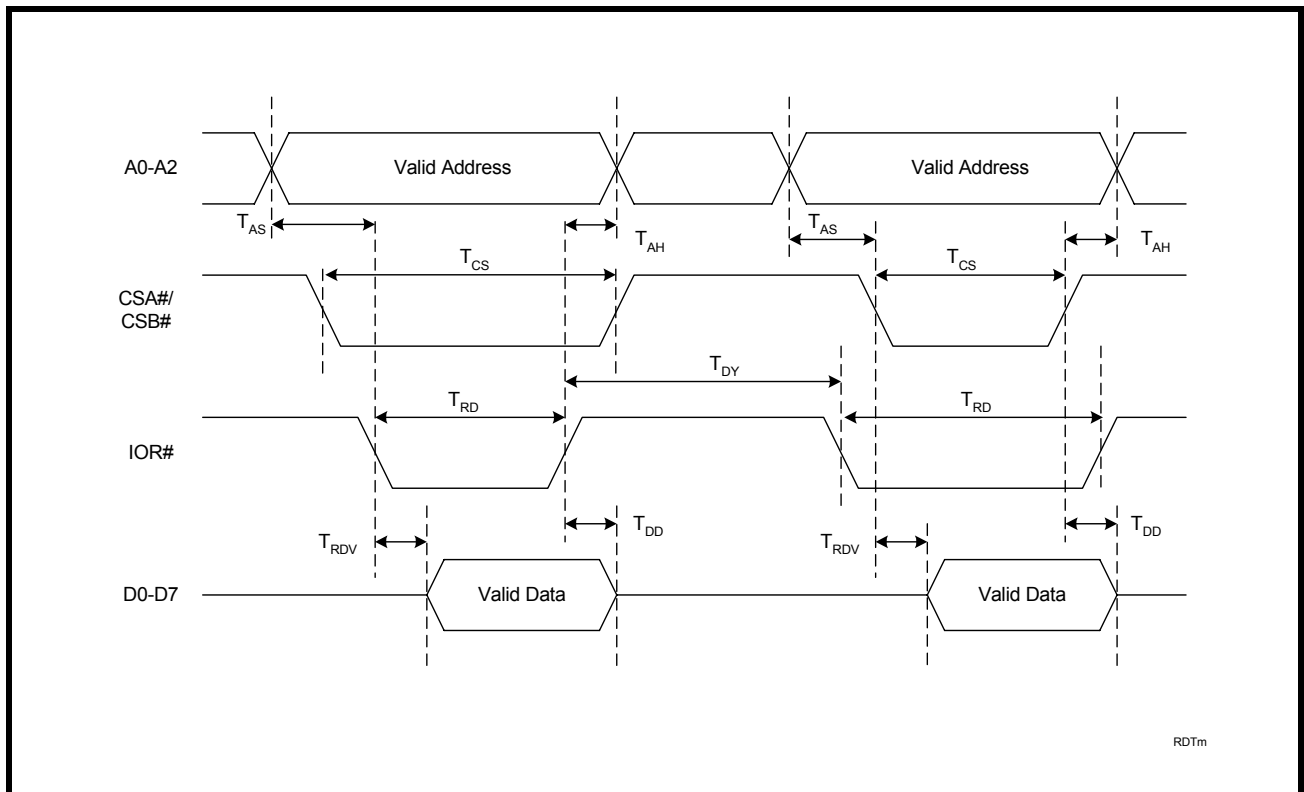 A0-A2
Valid Address
Valid Address
TAS
TAH
TAS
TAH
TCS
TCS
CSA#/
CSB#
TDY
TRD
TRD
IOR#
TRDV
TDD
TRDV
TDD
D0-D7
Valid Data
Valid Data
RDTm